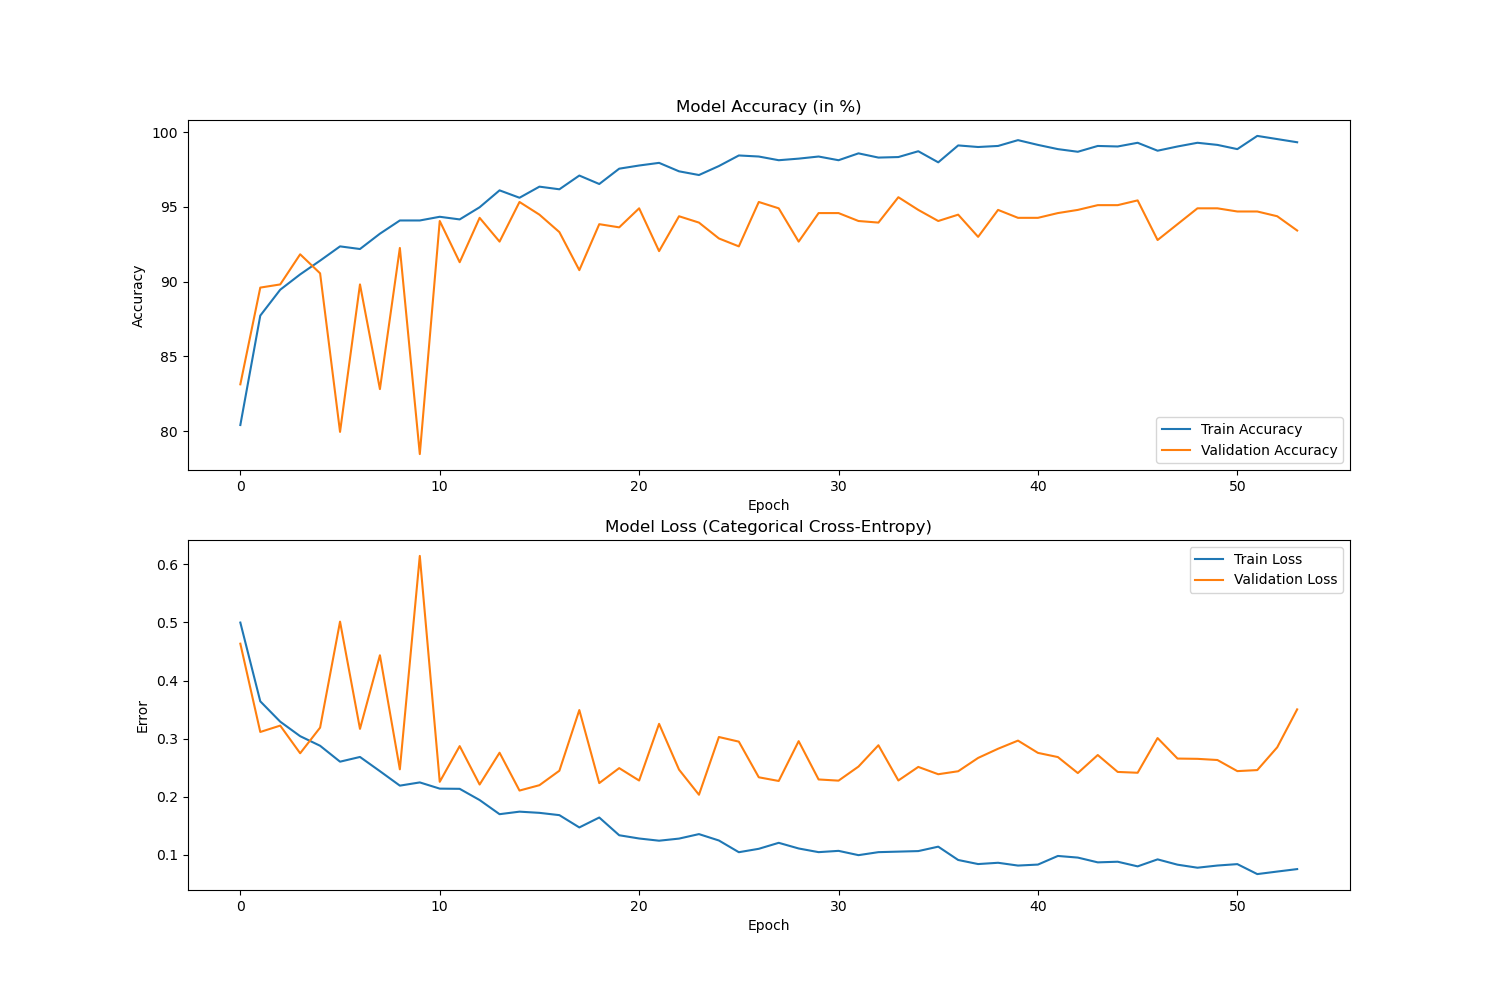 Model Accuracy (in %)
100
95
90
85
80
Accuracy
Train Accuracy
Validation Accuracy
0 10 20 30 40 50
Epoch
Model Loss (Categorical Cross-Entropy)
0.6
0.5
0.4
0.3
0.2
0.1
Error
Train Loss
Validation Loss
0 10 20 30 40 50
Epoch